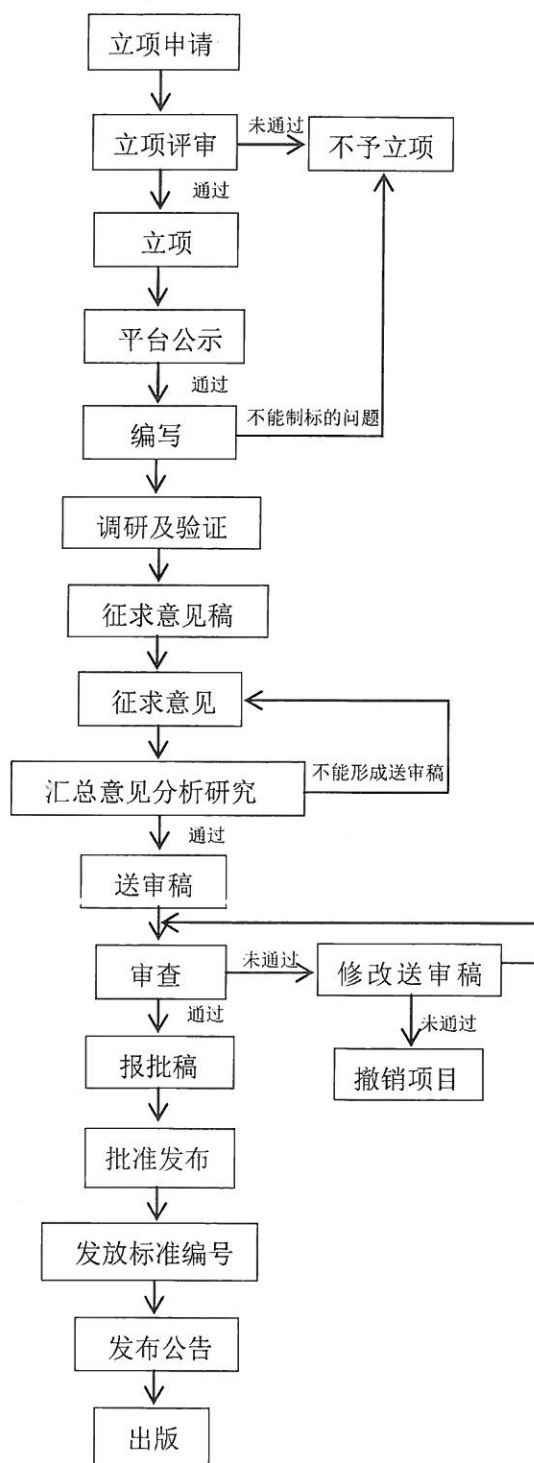 立项申请
立项评审
未通过
不予立项
通过
立项
平台公示
通过
编写
不能制标的问题
调研及验证
征求意见稿
征求意见
汇总意见分析研究
不能形成送审稿
通过
送审稿
审查
未通过
修改送审稿
通过
未通过
报批稿
撤销项目
批准发布
发放标准编号
发布公告
出版